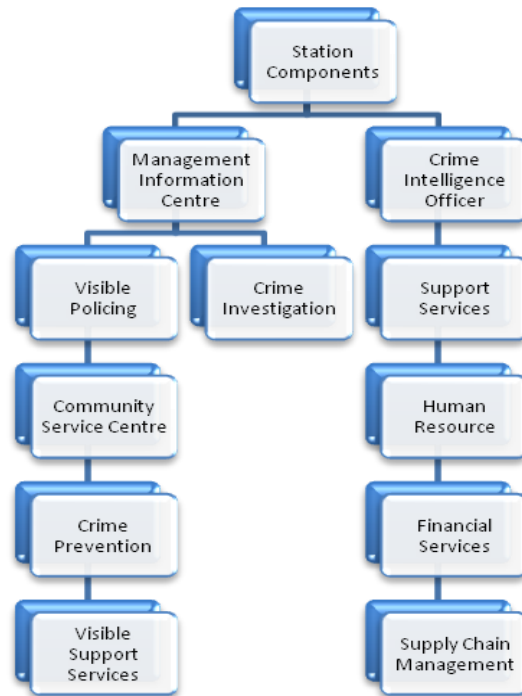 Station
Components
Management
Information
Centre
Crime
Intelligence
Officer
Visible
Policing
Crime
Investigation
Support
Services
Community
Service Centre
Human
Resource
Crime
Prevention
Financial
Services
Visible
Support
Services
Supply Chain
Management